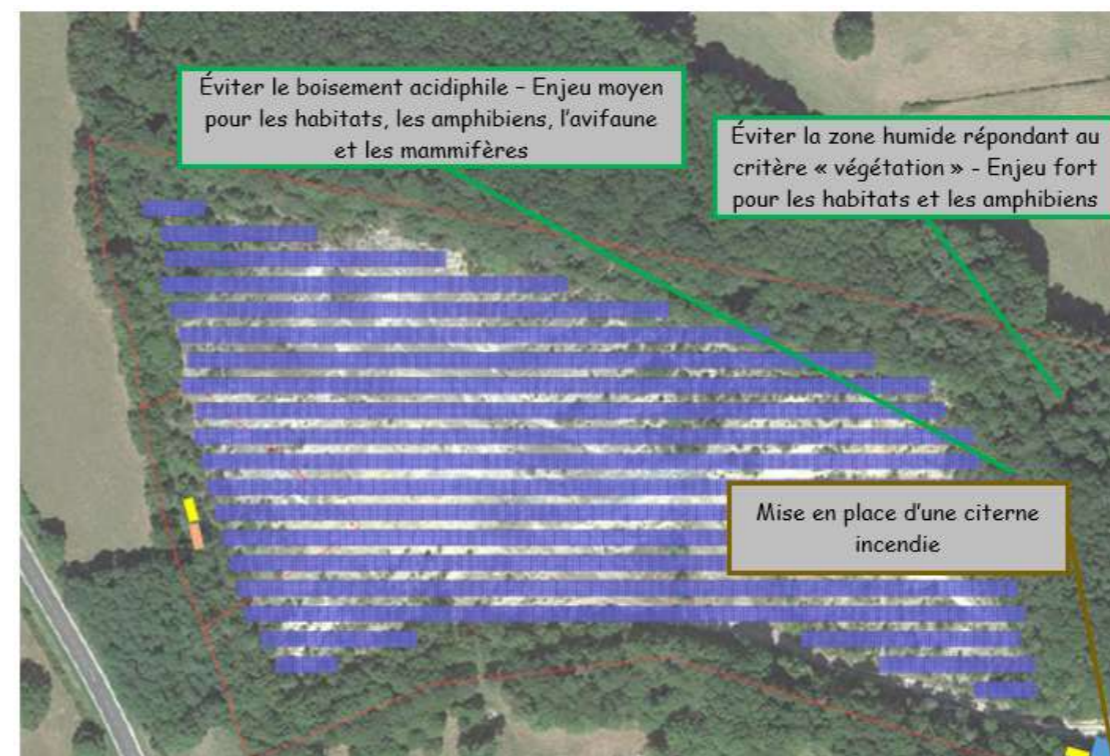 Éviter le boisement acidiphile – Enjeu moyen
pour les habitats, les amphibiens, l'avifaune
et les mammifères
Éviter la zone humide répondant au
critère « végétation » - Enjeu fort
pour les habitats et les amphibiens
Mise en place d'une citerne
incendie